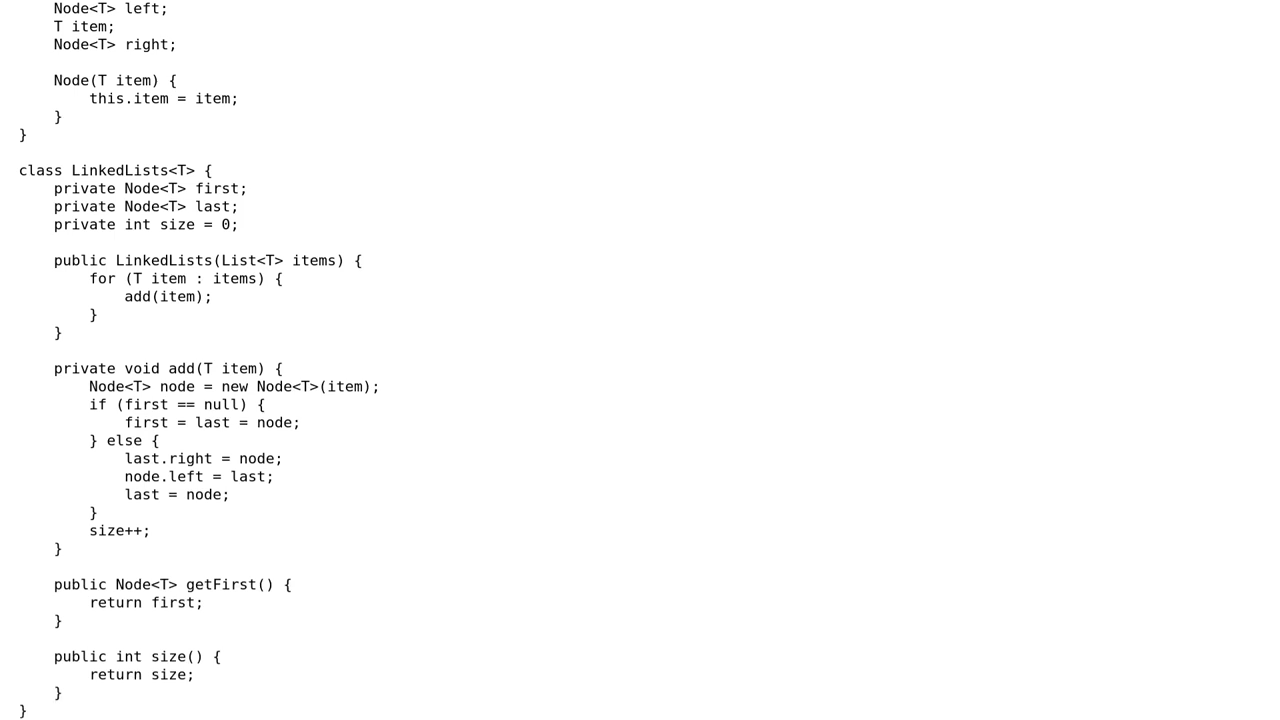 Node<T> left;
    T item;
    Node<T> right;

    Node(T item) {
        this.item = item;
    }
}

class LinkedLists<T> {
    private Node<T> first;
    private Node<T> last;
    private int size = 0;

    public LinkedLists(List<T> items) {
        for (T item : items) {
            add(item);
        }
    }

    private void add(T item) {
        Node<T> node = new Node<T>(item);
        if (first == null) {
            first = last = node;
        } else {
            last.right = node;
            node.left = last;
            last = node;
        }
        size++;
    }

    public Node<T> getFirst() {
        return first;
    }

    public int size() {
        return size;
    }
}